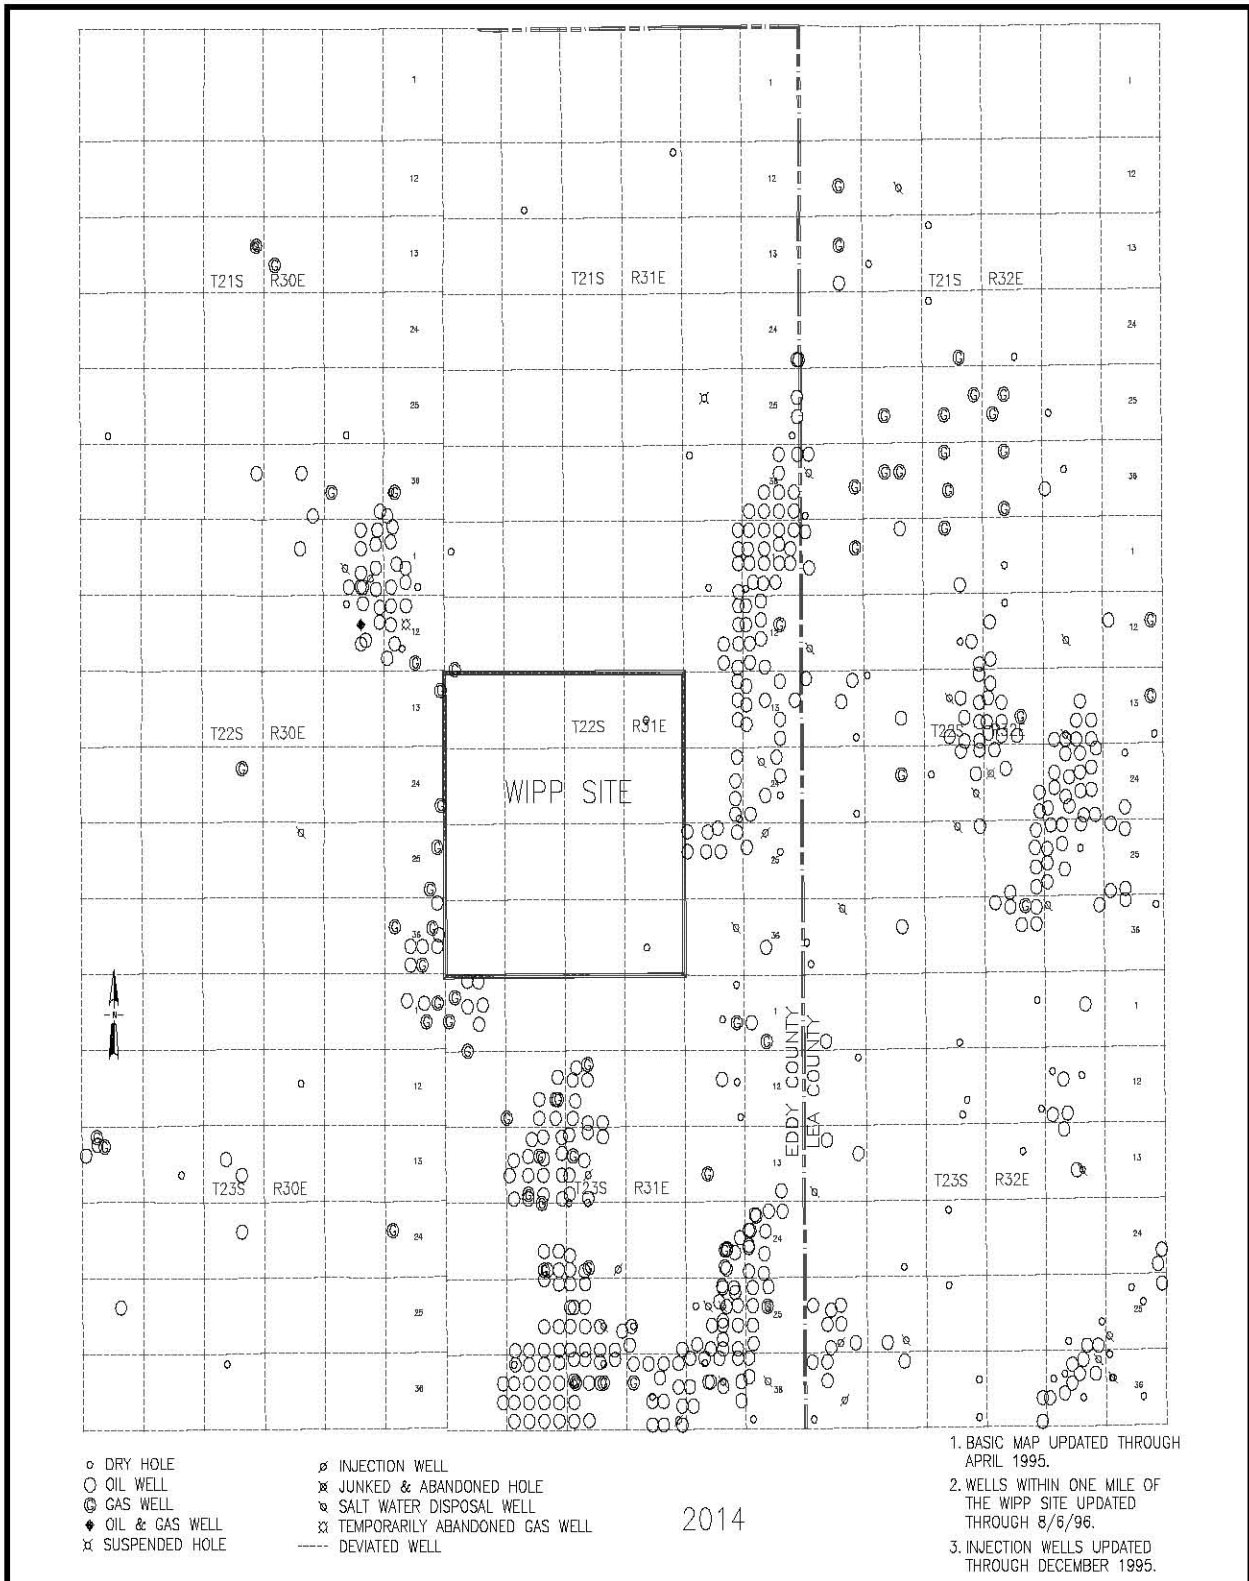 1 1 1
12 12 12
13 13 13
T21S R30E T21S R31E T21S R32E
24 24 24
25 25 25
36 36 36
1 1 1
12 12 12
13 13 13
T22S R30E T22S R31E T22S R32E
24 24 24
WIPP SITE
25 25 25
36 36 36
N
1 1 1
EDDY COUNTY
LEA COUNTY
12 12 12
13 13 13
T23S R30E T23S R31E T23S R32E
24 24 24
25 25 25
36 36 36
DRY HOLE
OIL WELL
GAS WELL
OIL & GAS WELL
SUSPENDED HOLE
INJECTION WELL
JUNKED & ABANDONED HOLE
SALT WATER DISPOSAL WELL
TEMPORARILY ABANDONED GAS WELL
DEVIATED WELL
2014
1. BASIC MAP UPDATED THROUGH
APRIL 1995.
2. WELLS WITHIN ONE MILE OF
THE WIPP SITE UPDATED
THROUGH 8/6/96.
3. INJECTION WELLS UPDATED
THROUGH DECEMBER 1995.